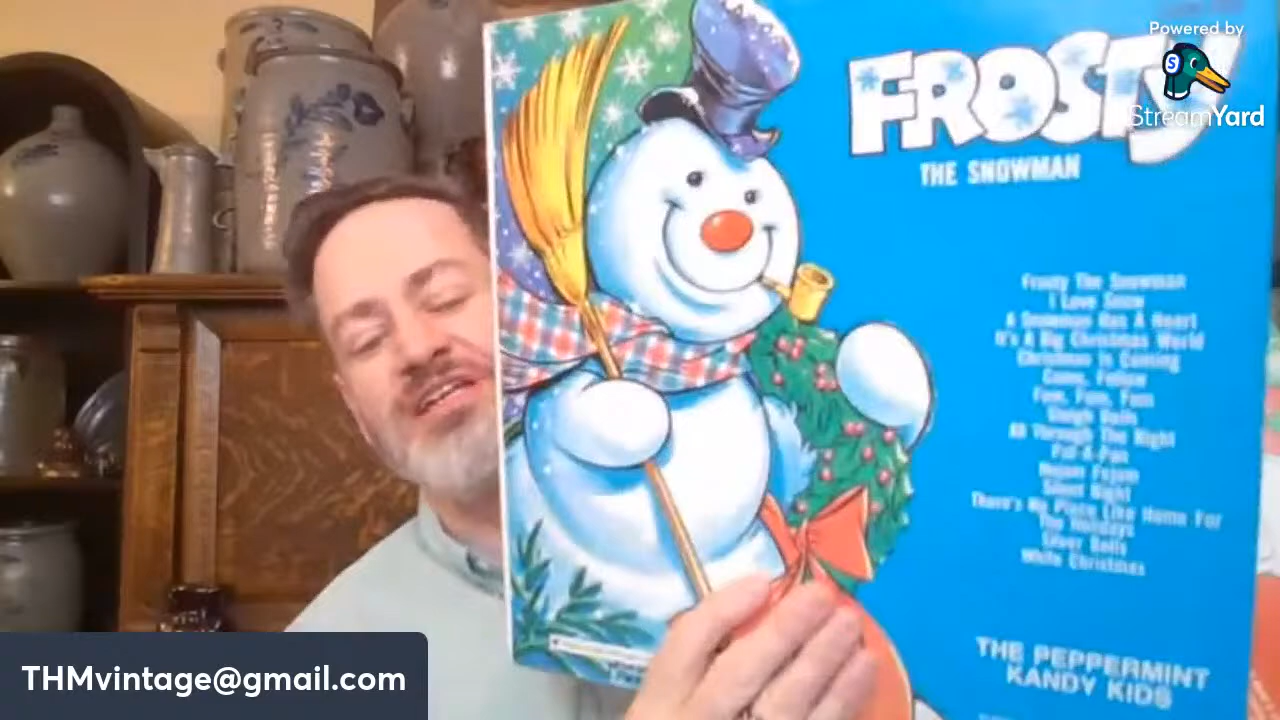 Powered by
StreamYard
FROSTY
THE SNOWMAN
Frosty The Snowman
I Love Snow
A Snowman Has A Heart
It's A Big Christmas World
Christmas Is Coming
Fum, Fum, Fum
Sleigh Bells
All Through The Night
Pat-A-Pan
Silent Night
There's No Place Like Home For
The Holidays
Silver Bells
White Christmas
THE PEPPERMINT
KANDY KIDS
THMvintage@gmail.com